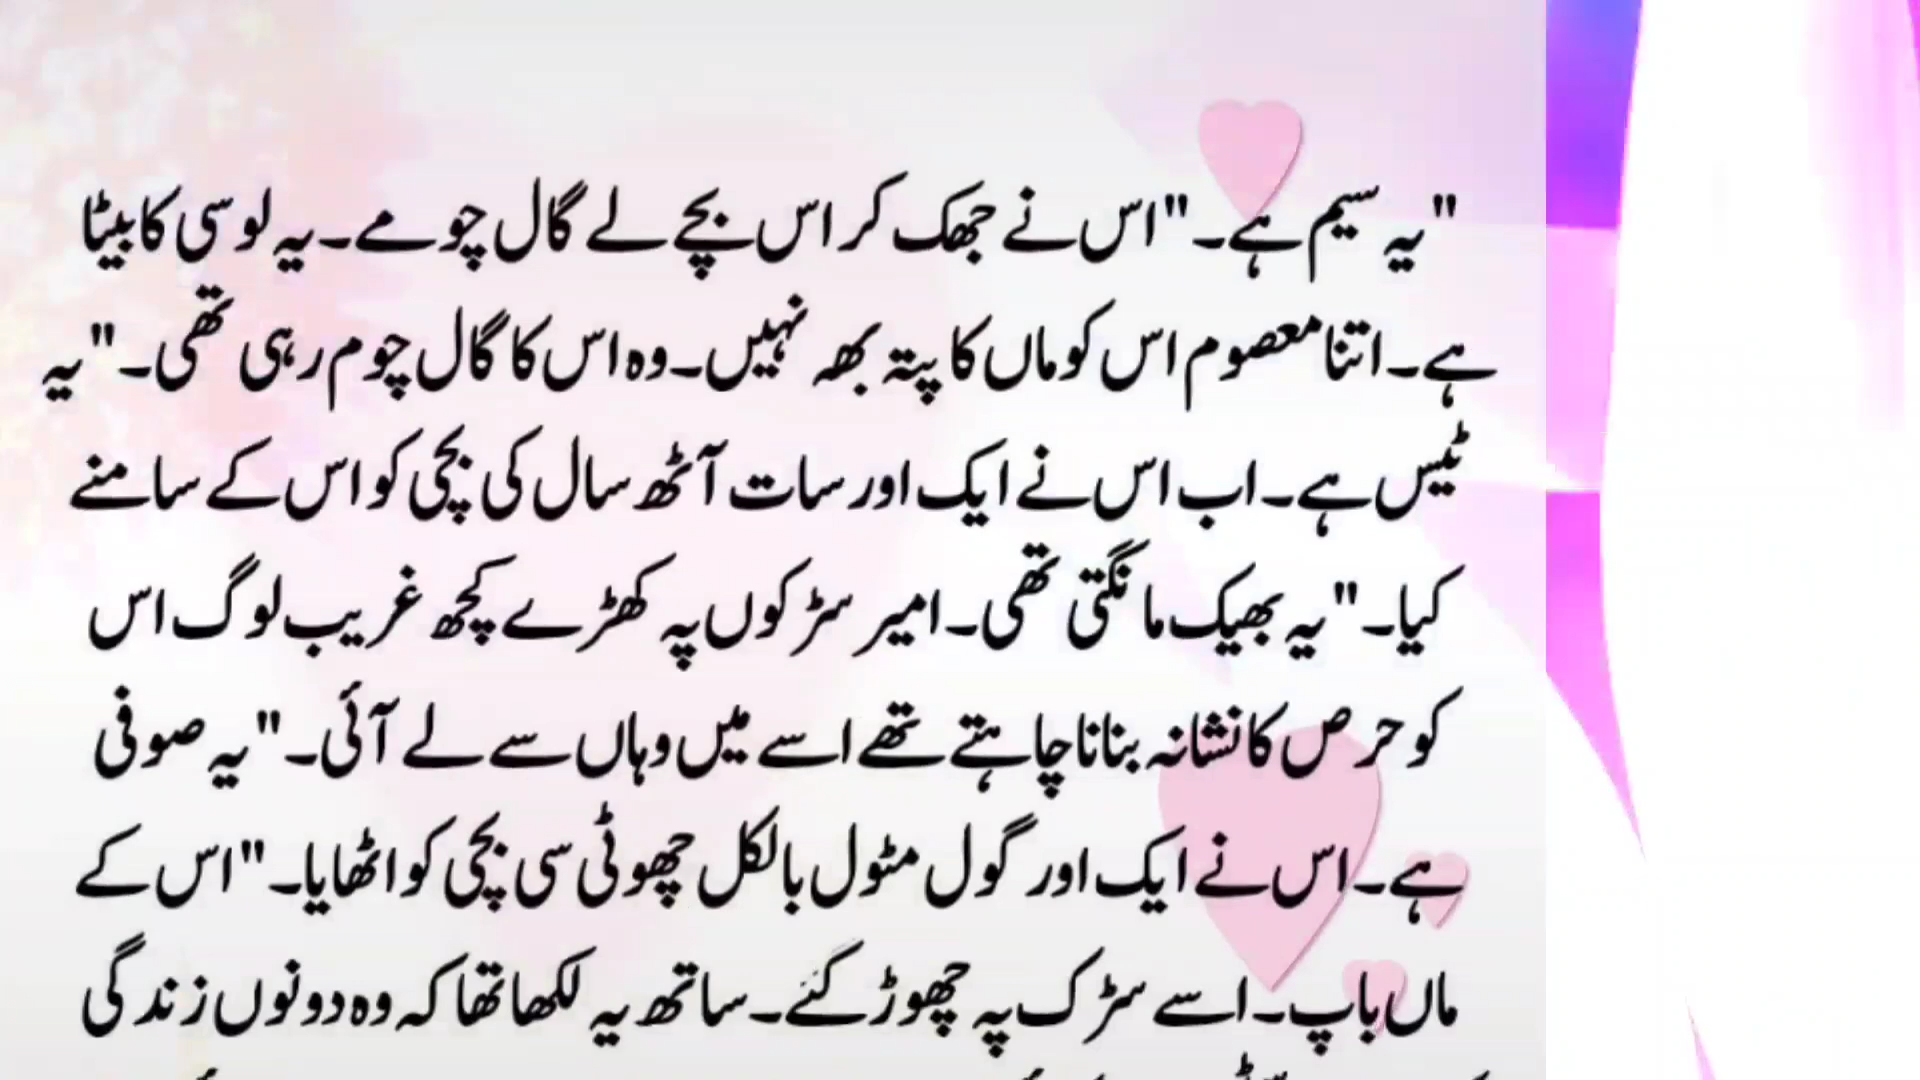 "یہ سیم ہے۔" اس نے جھک کر اس بچے لے گال چومے۔ یہ لوسی کا بیٹا
ہے۔ اتنا معصوم اس کو ماں کا پتہ بھہ نہیں۔ وہ اس کا گال چوم رہی تھی۔ "یہ
ٹیس ہے۔ اب اس نے ایک اور سات آٹھ سال کی بچی کو اس کے سامنے
کیا۔ "یہ بھیک مانگتی تھی۔ امیر سڑکوں پہ کھڑے کچھ غریب لوگ اس
کو حرص کا نشانہ بنانا چاہتے تھے اسے میں وہاں سے لے آئی۔ "یہ صوفی
ہے۔ اس نے ایک اور گول مٹول بالکل چھوٹی سی بچی کو اٹھایا۔ "اس کے
ماں باپ۔ اسے سڑک پہ چھوڑ گئے۔ ساتھ یہ لکھا تھا کہ وہ دونوں زندگی